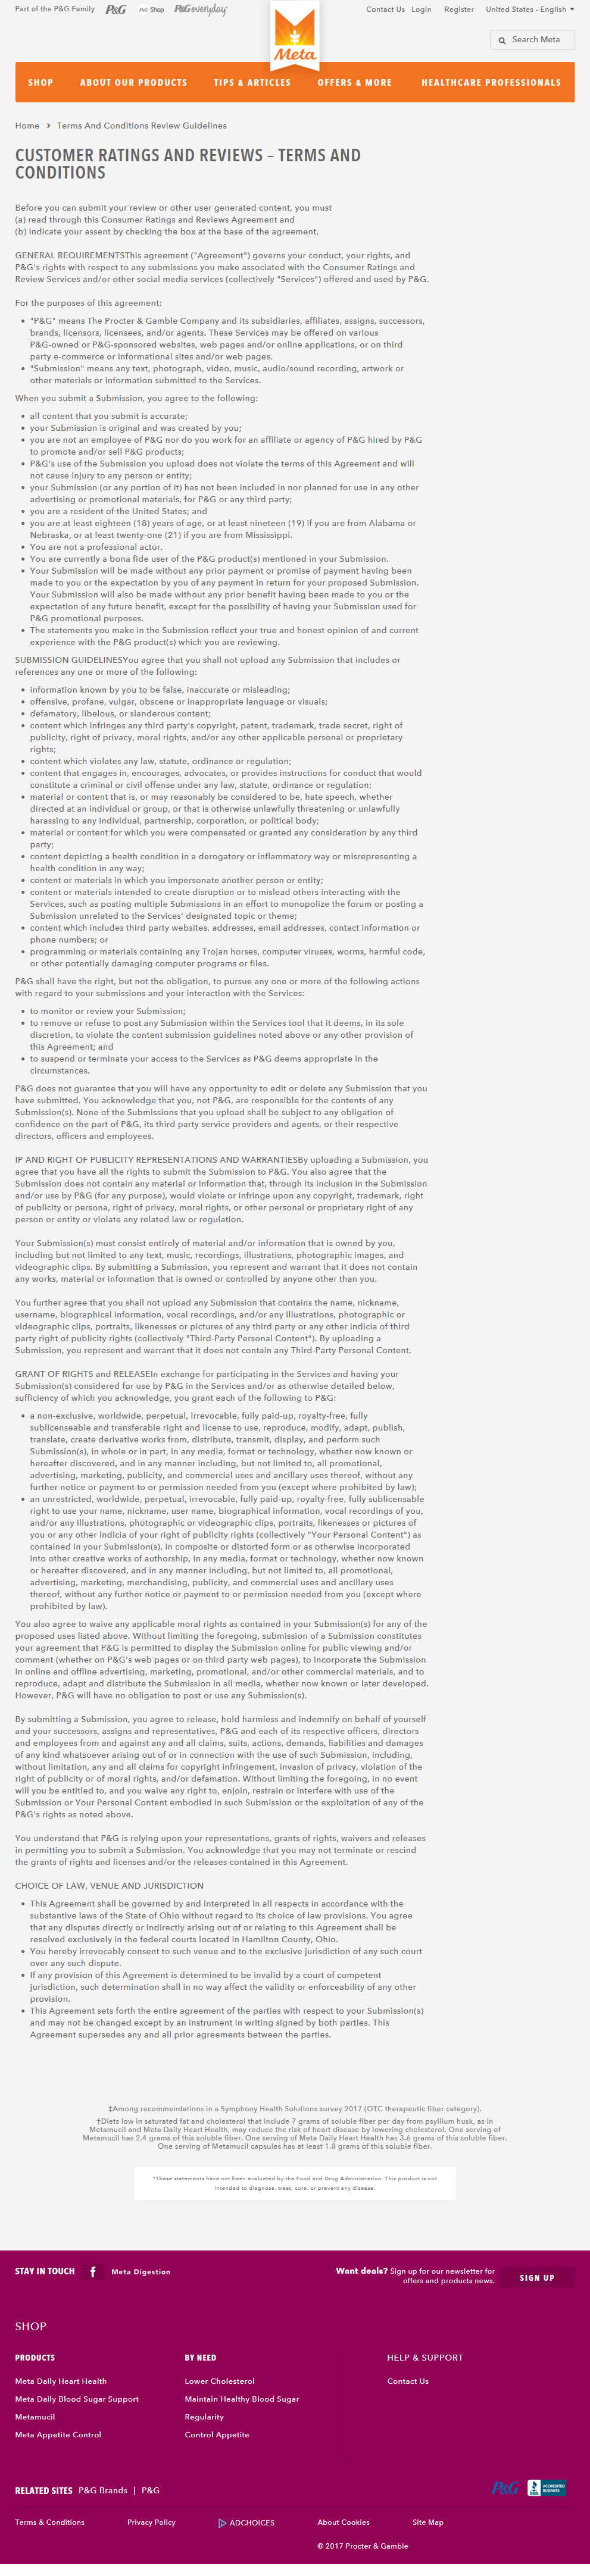 Part of the P&G Family P&G P&G Shop P&G everyday
Contact Us Login Register United States - English
Meta
Search Meta
SHOP ABOUT OUR PRODUCTS TIPS & ARTICLES OFFERS & MORE HEALTHCARE PROFESSIONALS
Home > Terms And Conditions Review Guidelines
CUSTOMER RATINGS AND REVIEWS – TERMS AND
CONDITIONS
Before you can submit your review or other user generated content, you must
(a) read through this Consumer Ratings and Reviews Agreement and
(b) indicate your assent by checking the box at the base of the agreement.
GENERAL REQUIREMENTSThis agreement ("Agreement") governs your conduct, your rights, and
P&G's rights with respect to any submissions you make associated with the Consumer Ratings and
Review Services and/or other social media services (collectively "Services") offered and used by P&G.
For the purposes of this agreement:
• "P&G" means The Procter & Gamble Company and its subsidiaries, affiliates, assigns, successors,
brands, licensors, licensees, and/or agents. These Services may be offered on various
P&G-owned or P&G-sponsored websites, web pages and/or online applications, or on third
party e-commerce or informational sites and/or web pages.
• "Submission" means any text, photograph, video, music, audio/sound recording, artwork or
other materials or information submitted to the Services.
When you submit a Submission, you agree to the following:
• all content that you submit is accurate;
• your Submission is original and was created by you;
• you are not an employee of P&G nor do you work for an affiliate or agency of P&G hired by P&G
to promote and/or sell P&G products;
• P&G's use of the Submission you upload does not violate the terms of this Agreement and will
not cause injury to any person or entity;
• your Submission (or any portion of it) has not been included in nor planned for use in any other
advertising or promotional materials, for P&G or any third party;
• you are a resident of the United States; and
• you are at least eighteen (18) years of age, or at least nineteen (19) if you are from Alabama or
Nebraska, or at least twenty-one (21) if you are from Mississippi.
• You are not a professional actor.
• You are currently a bona fide user of the P&G product(s) mentioned in your Submission.
• Your Submission will be made without any prior payment or promise of payment having been
made to you or the expectation by you of any payment in return for your proposed Submission.
Your Submission will also be made without any prior benefit having been made to you or the
expectation of any future benefit, except for the possibility of having your Submission used for
P&G promotional purposes.
• The statements you make in the Submission reflect your true and honest opinion of and current
experience with the P&G product(s) which you are reviewing.
SUBMISSION GUIDELINESYou agree that you shall not upload any Submission that includes or
references any one or more of the following:
• information known by you to be false, inaccurate or misleading;
• offensive, profane, vulgar, obscene or inappropriate language or visuals;
• defamatory, libelous, or slanderous content;
• content which infringes any third party's copyright, patent, trademark, trade secret, right of
publicity, right of privacy, moral rights, and/or any other applicable personal or proprietary
rights;
• content which violates any law, statute, ordinance or regulation;
• content that engages in, encourages, advocates, or provides instructions for conduct that would
constitute a criminal or civil offense under any law, statute, ordinance or regulation;
• material or content that is, or may reasonably be considered to be, hate speech, whether
directed at an individual or group, or that is otherwise unlawfully threatening or unlawfully
harassing to any individual, partnership, corporation, or political body;
• material or content for which you were compensated or granted any consideration by any third
party;
• content depicting a health condition in a derogatory or inflammatory way or misrepresenting a
health condition in any way;
• content or materials in which you impersonate another person or entity;
• content or materials intended to create disruption or to mislead others interacting with the
Services, such as posting multiple Submissions in an effort to monopolize the forum or posting a
Submission unrelated to the Services' designated topic or theme;
• content which includes third party websites, addresses, email addresses, contact information or
phone numbers; or
• programming or materials containing any Trojan horses, computer viruses, worms, harmful code,
or other potentially damaging computer programs or files.
P&G shall have the right, but not the obligation, to pursue any one or more of the following actions
with regard to your submissions and your interaction with the Services:
• to monitor or review your Submission;
• to remove or refuse to post any Submission within the Services tool that it deems, in its sole
discretion, to violate the content submission guidelines noted above or any other provision of
this Agreement; and
• to suspend or terminate your access to the Services as P&G deems appropriate in the
circumstances.
P&G does not guarantee that you will have any opportunity to edit or delete any Submission that you
have submitted. You acknowledge that you, not P&G, are responsible for the contents of any
Submission(s). None of the Submissions that you upload shall be subject to any obligation of
confidence on the part of P&G, its third party service providers and agents, or their respective
directors, officers and employees.
IP AND RIGHT OF PUBLICITY REPRESENTATIONS AND WARRANTIESBy uploading a Submission, you
agree that you have all the rights to submit the Submission to P&G. You also agree that the
Submission does not contain any material or information that, through its inclusion in the Submission
and/or use by P&G (for any purpose), would violate or infringe upon any copyright, trademark, right
of publicity or persona, right of privacy, moral rights, or other personal or proprietary right of any
person or entity or violate any related law or regulation.
Your Submission(s) must consist entirely of material and/or information that is owned by you,
including but not limited to any text, music, recordings, illustrations, photographic images, and
videographic clips. By submitting a Submission, you represent and warrant that it does not contain
any works, material or information that is owned or controlled by anyone other than you.
You further agree that you shall not upload any Submission that contains the name, nickname,
username, biographical information, vocal recordings, and/or any illustrations, photographic or
videographic clips, portraits, likenesses or pictures of any third party or any other indicia of third
party right of publicity rights (collectively "Third-Party Personal Content"). By uploading a
Submission, you represent and warrant that it does not contain any Third-Party Personal Content.
GRANT OF RIGHTS and RELEASEIn exchange for participating in the Services and having your
Submission(s) considered for use by P&G in the Services and/or as otherwise detailed below,
sufficiency of which you acknowledge, you grant each of the following to P&G:
• a non-exclusive, worldwide, perpetual, irrevocable, fully paid-up, royalty-free, fully
sublicenseable and transferable right and license to use, reproduce, modify, adapt, publish,
translate, create derivative works from, distribute, transmit, display, and perform such
Submission(s), in whole or in part, in any media, format or technology, whether now known or
hereafter discovered, and in any manner including, but not limited to, all promotional,
advertising, marketing, publicity, and commercial uses and ancillary uses thereof, without any
further notice or payment to or permission needed from you (except where prohibited by law);
• an unrestricted, worldwide, perpetual, irrevocable, fully paid-up, royalty-free, fully sublicensable
right to use your name, nickname, user name, biographical information, vocal recordings of you,
and/or any illustrations, photographic or videographic clips, portraits, likenesses or pictures of
you or any other indicia of your right of publicity rights (collectively "Your Personal Content") as
contained in your Submission(s), in composite or distorted form or as otherwise incorporated
into other creative works of authorship, in any media, format or technology, whether now known
or hereafter discovered, and in any manner including, but not limited to, all promotional,
advertising, marketing, merchandising, publicity, and commercial uses and ancillary uses
thereof, without any further notice or payment to or permission needed from you (except where
prohibited by law).
You also agree to waive any applicable moral rights as contained in your Submission(s) for any of the
proposed uses listed above. Without limiting the foregoing, submission of a Submission constitutes
your agreement that P&G is permitted to display the Submission online for public viewing and/or
comment (whether on P&G's web pages or on third party web pages), to incorporate the Submission
in online and offline advertising, marketing, promotional, and/or other commercial materials, and to
reproduce, adapt and distribute the Submission in all media, whether now known or later developed.
However, P&G will have no obligation to post or use any Submission(s).
By submitting a Submission, you agree to release, hold harmless and indemnify on behalf of yourself
and your successors, assigns and representatives, P&G and each of its respective officers, directors
and employees from and against any and all claims, suits, actions, demands, liabilities and damages
of any kind whatsoever arising out of or in connection with the use of such Submission, including,
without limitation, any and all claims for copyright infringement, invasion of privacy, violation of the
right of publicity or of moral rights, and/or defamation. Without limiting the foregoing, in no event
will you be entitled to, and you waive any right to, enjoin, restrain or interfere with use of the
Submission or Your Personal Content embodied in such Submission or the exploitation of any of the
P&G's rights as noted above.
You understand that P&G is relying upon your representations, grants of rights, waivers and releases
in permitting you to submit a Submission. You acknowledge that you may not terminate or rescind
the grants of rights and licenses and/or the releases contained in this Agreement.
CHOICE OF LAW, VENUE AND JURISDICTION
• This Agreement shall be governed by and interpreted in all respects in accordance with the
substantive laws of the State of Ohio without regard to its choice of law provisions. You agree
that any disputes directly or indirectly arising out of or relating to this Agreement shall be
resolved exclusively in the federal courts located in Hamilton County, Ohio.
• You hereby irrevocably consent to such venue and to the exclusive jurisdiction of any such court
over any such dispute.
• If any provision of this Agreement is determined to be invalid by a court of competent
jurisdiction, such determination shall in no way affect the validity or enforceability of any other
provision.
• This Agreement sets forth the entire agreement of the parties with respect to your Submission(s)
and may not be changed except by an instrument in writing signed by both parties. This
Agreement supersedes any and all prior agreements between the parties.
‡Among recommendations in a Symphony Health Solutions survey 2017 (OTC therapeutic fiber category).
†Diets low in saturated fat and cholesterol that include 7 grams of soluble fiber per day from psyllium husk, as in
Metamucil and Meta Daily Heart Health, may reduce the risk of heart disease by lowering cholesterol. One serving of
Metamucil has 2.4 grams of this soluble fiber. One serving of Meta Daily Heart Health has 3.6 grams of this soluble fiber.
One serving of Metamucil capsules has at least 1.8 grams of this soluble fiber.
*These statements have not been evaluated by the Food and Drug Administration. This product is not
intended to diagnose, treat, cure, or prevent any disease.
STAY IN TOUCH f Meta Digestion
Want deals? Sign up for our newsletter for
offers and products news.
SIGN UP
SHOP
PRODUCTS
Meta Daily Heart Health
Meta Daily Blood Sugar Support
Metamucil
Meta Appetite Control
BY NEED
Lower Cholesterol
Maintain Healthy Blood Sugar
Regularity
Control Appetite
HELP & SUPPORT
Contact Us
RELATED SITES P&G Brands | P&G
P&G BBB ACCREDITED
BUSINESS
Terms & Conditions Privacy Policy ADCHOICES About Cookies Site Map
© 2017 Procter & Gamble